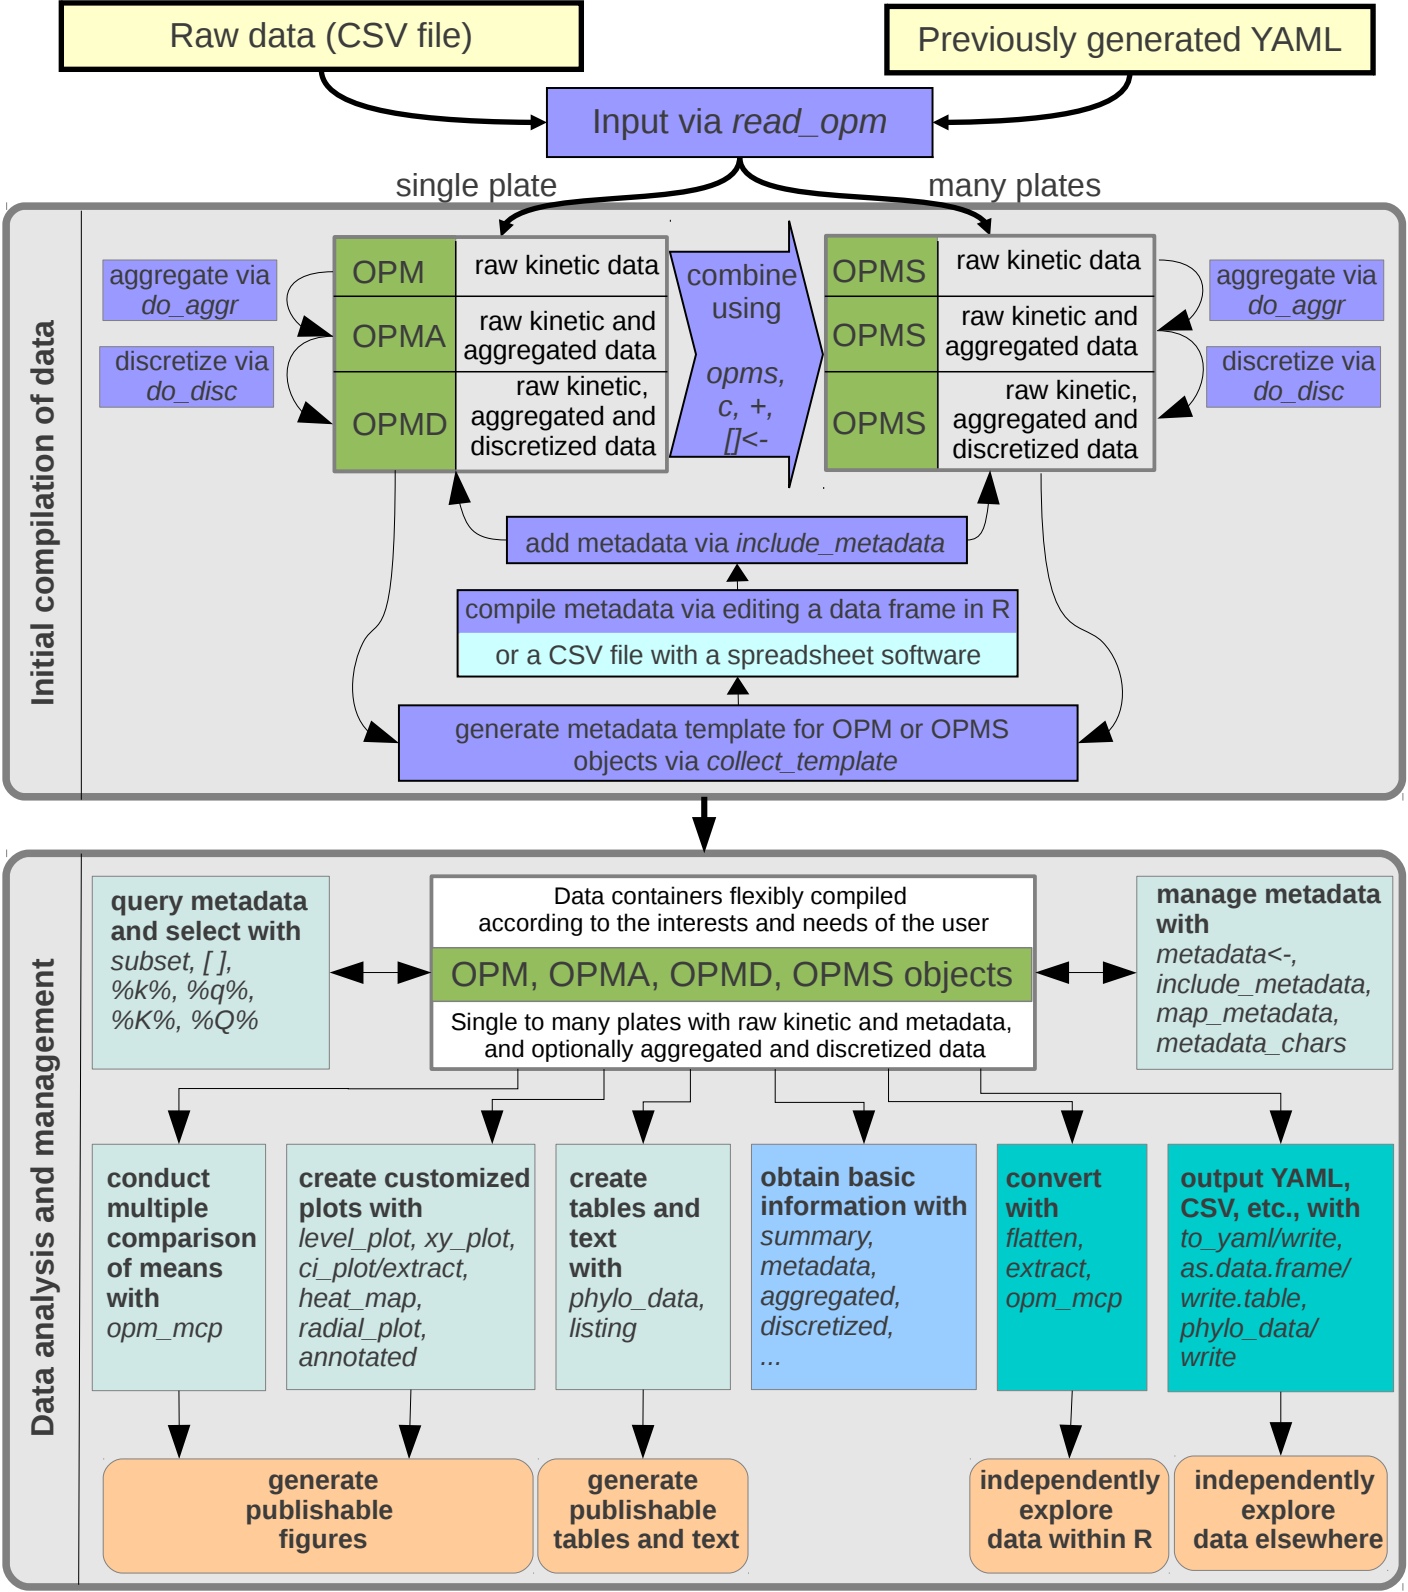 Raw data (CSV file)
Previously generated YAML
Input via read_opm
single plate
many plates
Initial compilation of data
aggregate via
do_aggr
discretize via
do_disc
OPM
raw kinetic data
OPMA
raw kinetic and
aggregated data
OPMD
raw kinetic,
aggregated and
discretized data
combine
using
opms,
c, +,
[]<-
OPMS
raw kinetic data
OPMS
raw kinetic and
aggregated data
OPMS
raw kinetic,
aggregated and
discretized data
aggregate via
do_aggr
discretize via
do_disc
add metadata via include_metadata
compile metadata via editing a data frame in R
or a CSV file with a spreadsheet software
generate metadata template for OPM or OPMS
objects via collect_template
Data analysis and management
query metadata
and select with
subset, [ ],
%k%, %q%,
%K%, %Q%
Data containers flexibly compiled
according to the interests and needs of the user
OPM, OPMA, OPMD, OPMS objects
Single to many plates with raw kinetic and metadata,
and optionally aggregated and discretized data
manage metadata
with
metadata<-,
include_metadata,
map_metadata,
metadata_chars
conduct
multiple
comparison
of means
with
opm_mcp
create customized
plots with
level_plot, xy_plot,
ci_plot/extract,
heat_map,
radial_plot,
annotated
create
tables and
text
with
phylo_data,
listing
obtain basic
information with
summary,
metadata,
aggregated,
discretized,
...
convert
with
flatten,
extract,
opm_mcp
output YAML,
CSV, etc., with
to_yaml/write,
as.data.frame/
write.table,
phylo_data/
write
generate
publishable
figures
generate
publishable
tables and text
independently
explore
data within R
independently
explore
data elsewhere